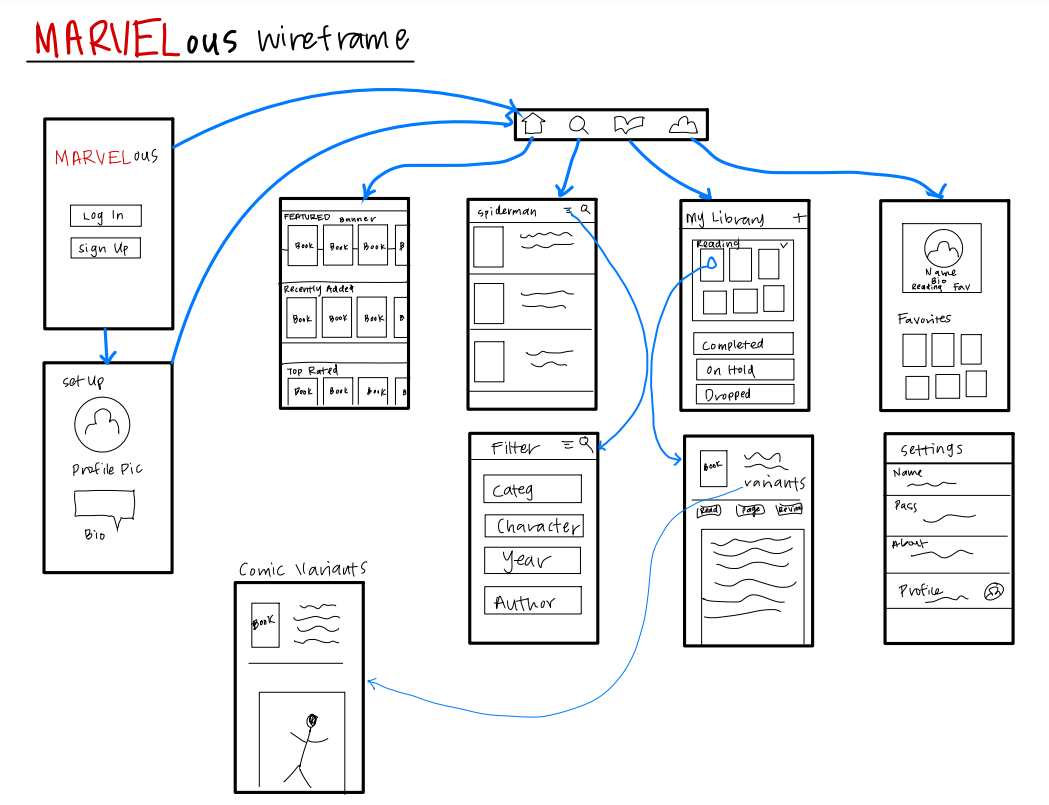 MARVELous wireframe
MARVELous
Log In
Sign Up
Set Up
Profile Pic
Bio
FEATURED Banner
Book Book Book B
Recently Added
Book Book Book B
Top Rated
Book Book Book B
spiderman
My Library +
Reading
Completed
On Hold
Dropped
Name
Bio
Reading Fav
Favorites
Filter
Categ
Character
Year
Author
BOOK
variants
Read Page Review
Settings
Name
Pass
About
Profile
Comic Variants
BOOK